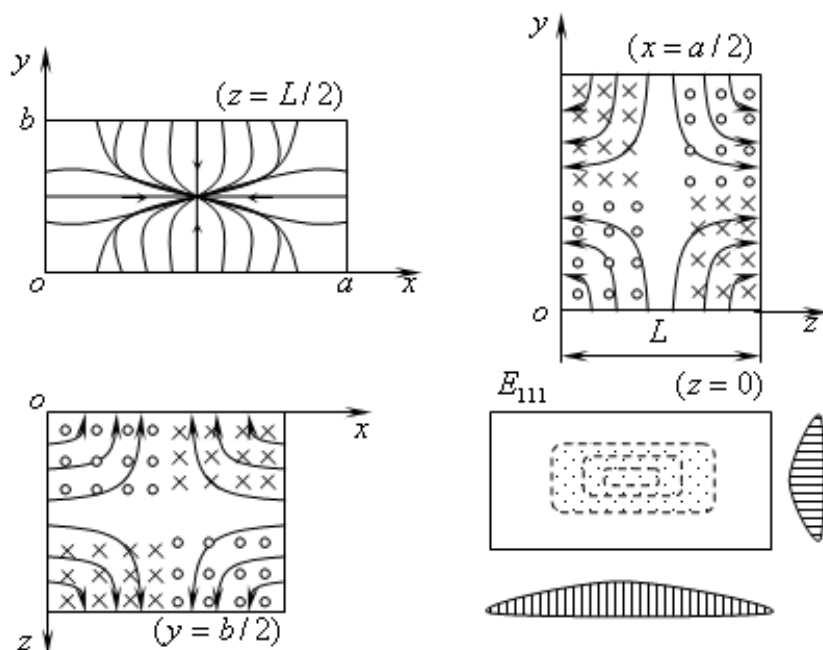 y
(z = L/2)
b
o
a
x
y
(x = a/2)
o
L
z
o
x
(y = b/2)
z
E₁₁₁
(z = 0)